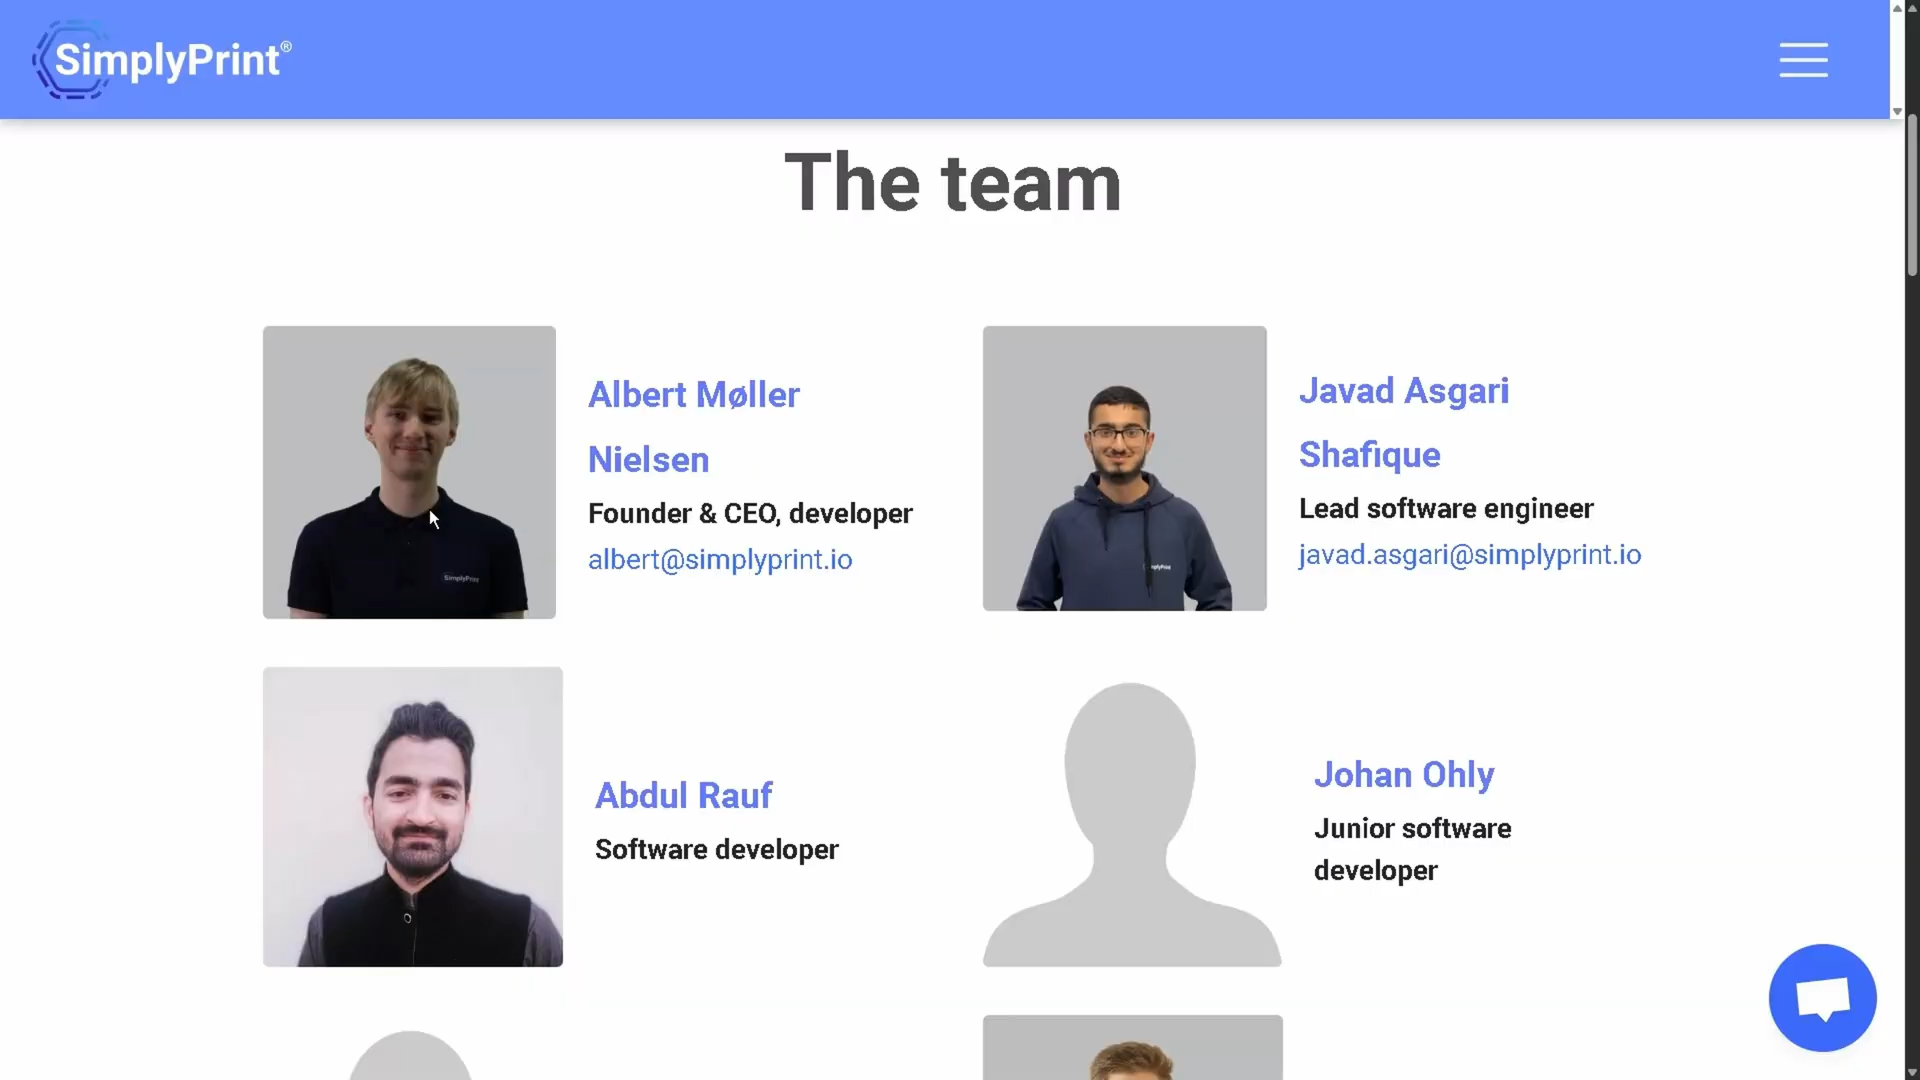 SimplyPrint®
The team
Albert Møller
Nielsen
Founder & CEO, developer
albert@simplyprint.io
SimplyPrint
Javad Asgari
Shafique
Lead software engineer
javad.asgari@simplyprint.io
Abdul Rauf
Software developer
Johan Ohly
Junior software
developer